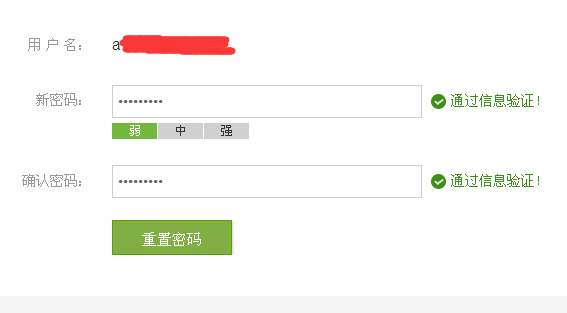 用 户 名： a
新密码： ••••••••• 通过信息验证！
弱 中 强
确认密码： ••••••••• 通过信息验证！
重置密码